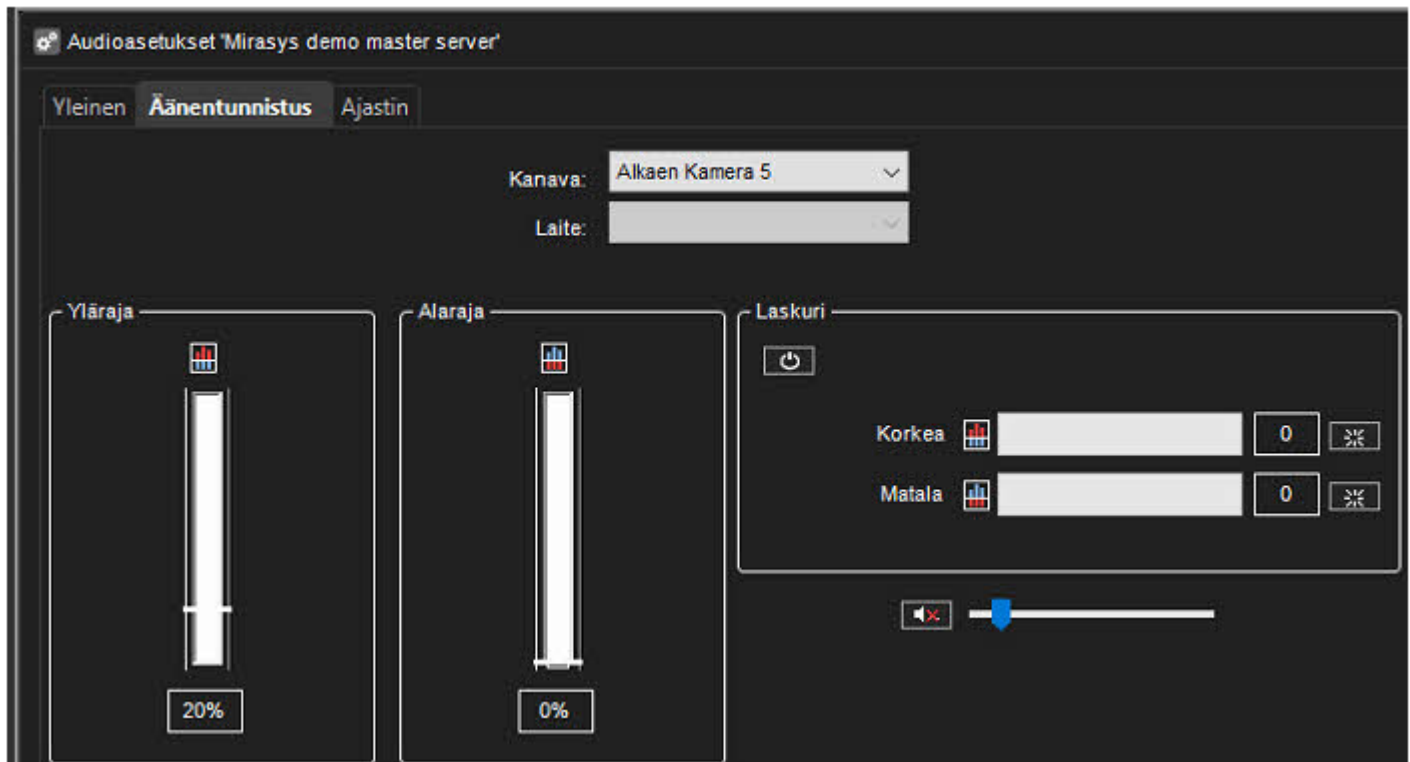 Audioasetukset 'Mirasys demo master server'
Yleinen Äänentunnistus Ajastin
Kanava: Alkaen Kamera 5
Laite:
Yläraja Alaraja Laskuri
Korkea 0
Matala 0
20% 0%